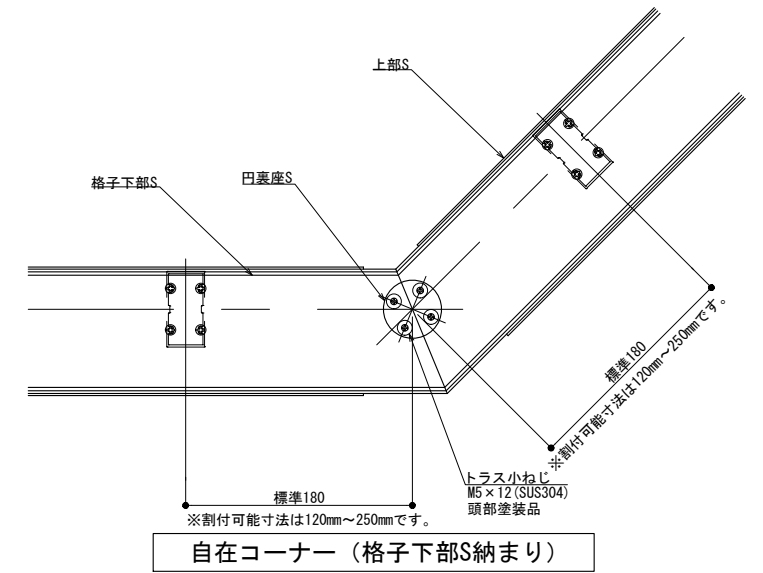 上部S
円裏座S
格子下部S
標準180
※割付可能寸法は120mm～250mmです。
トラス小ねじ
M5×12(SUS304)
頭部塗装品
標準180
※割付可能寸法は120mm～250mmです。
自在コーナー（格子下部S納まり）